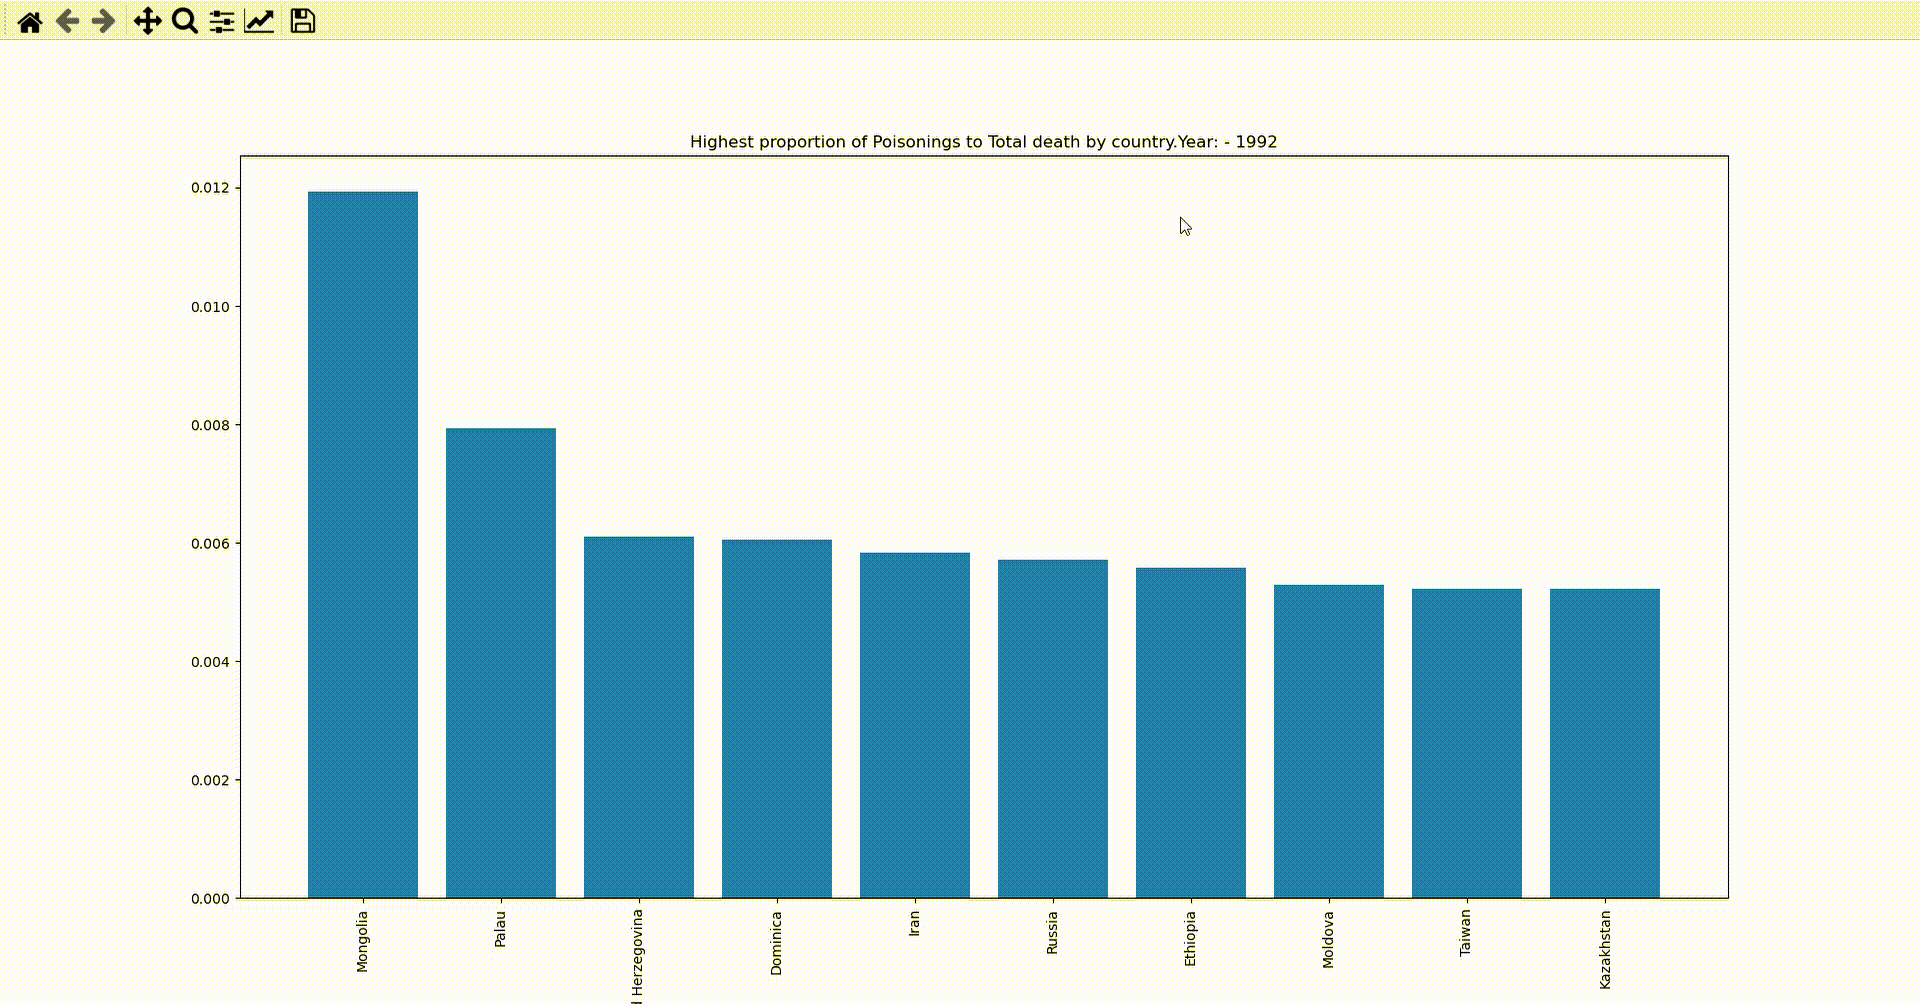 Highest proportion of Poisonings to Total death by country.Year: - 1992
0.012
0.010
0.008
0.006
0.004
0.002
0.000
Mongolia
Palau
Herzegovina
Dominica
Iran
Russia
Ethiopia
Moldova
Taiwan
Kazakhstan